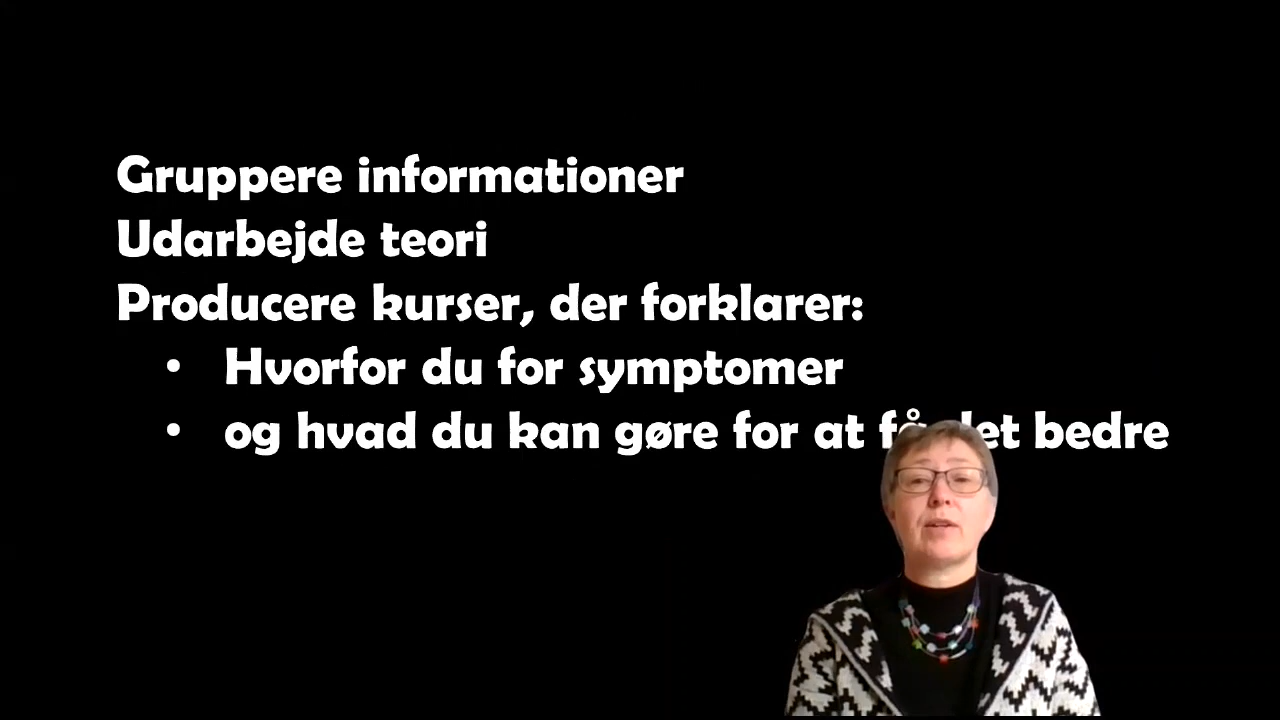 Gruppere informationer
Udarbejde teori
Producere kurser, der forklarer:
• Hvorfor du for symptomer
• og hvad du kan gøre for at bedre